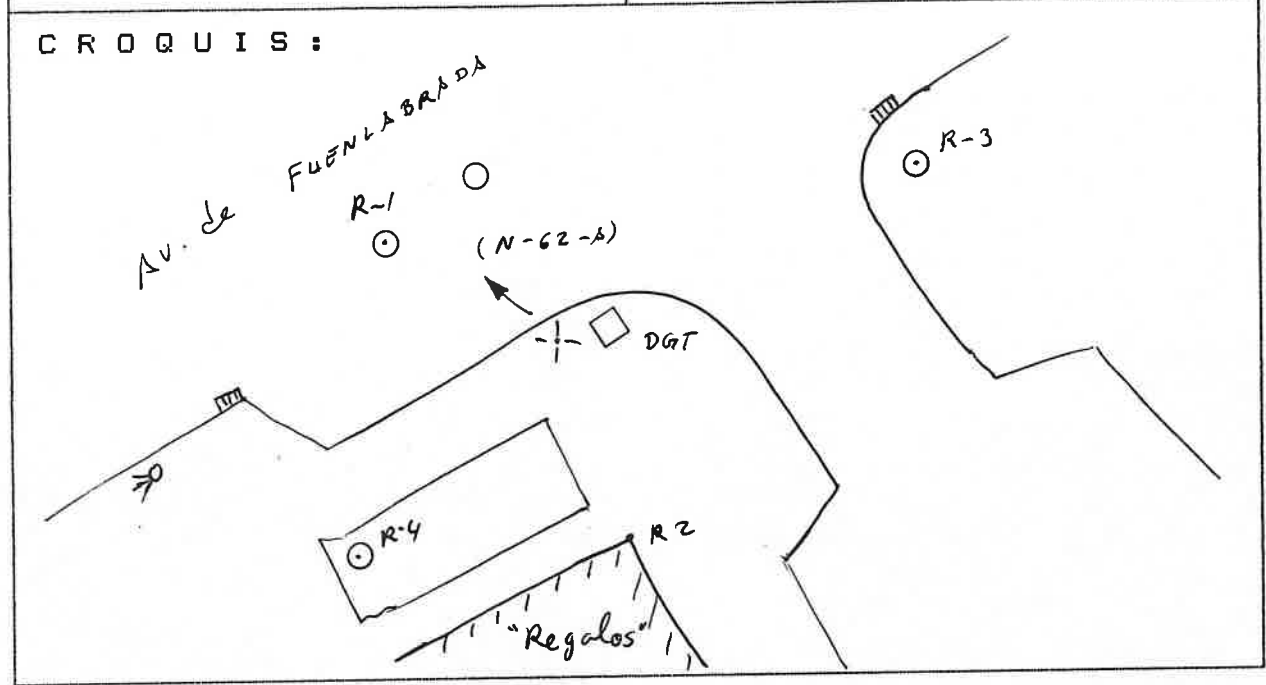 CROQUIS:
AV. de FUENLABRADA
R-3
R-1
(N-62-A)
DGT
R-4
R2
"Regalos"